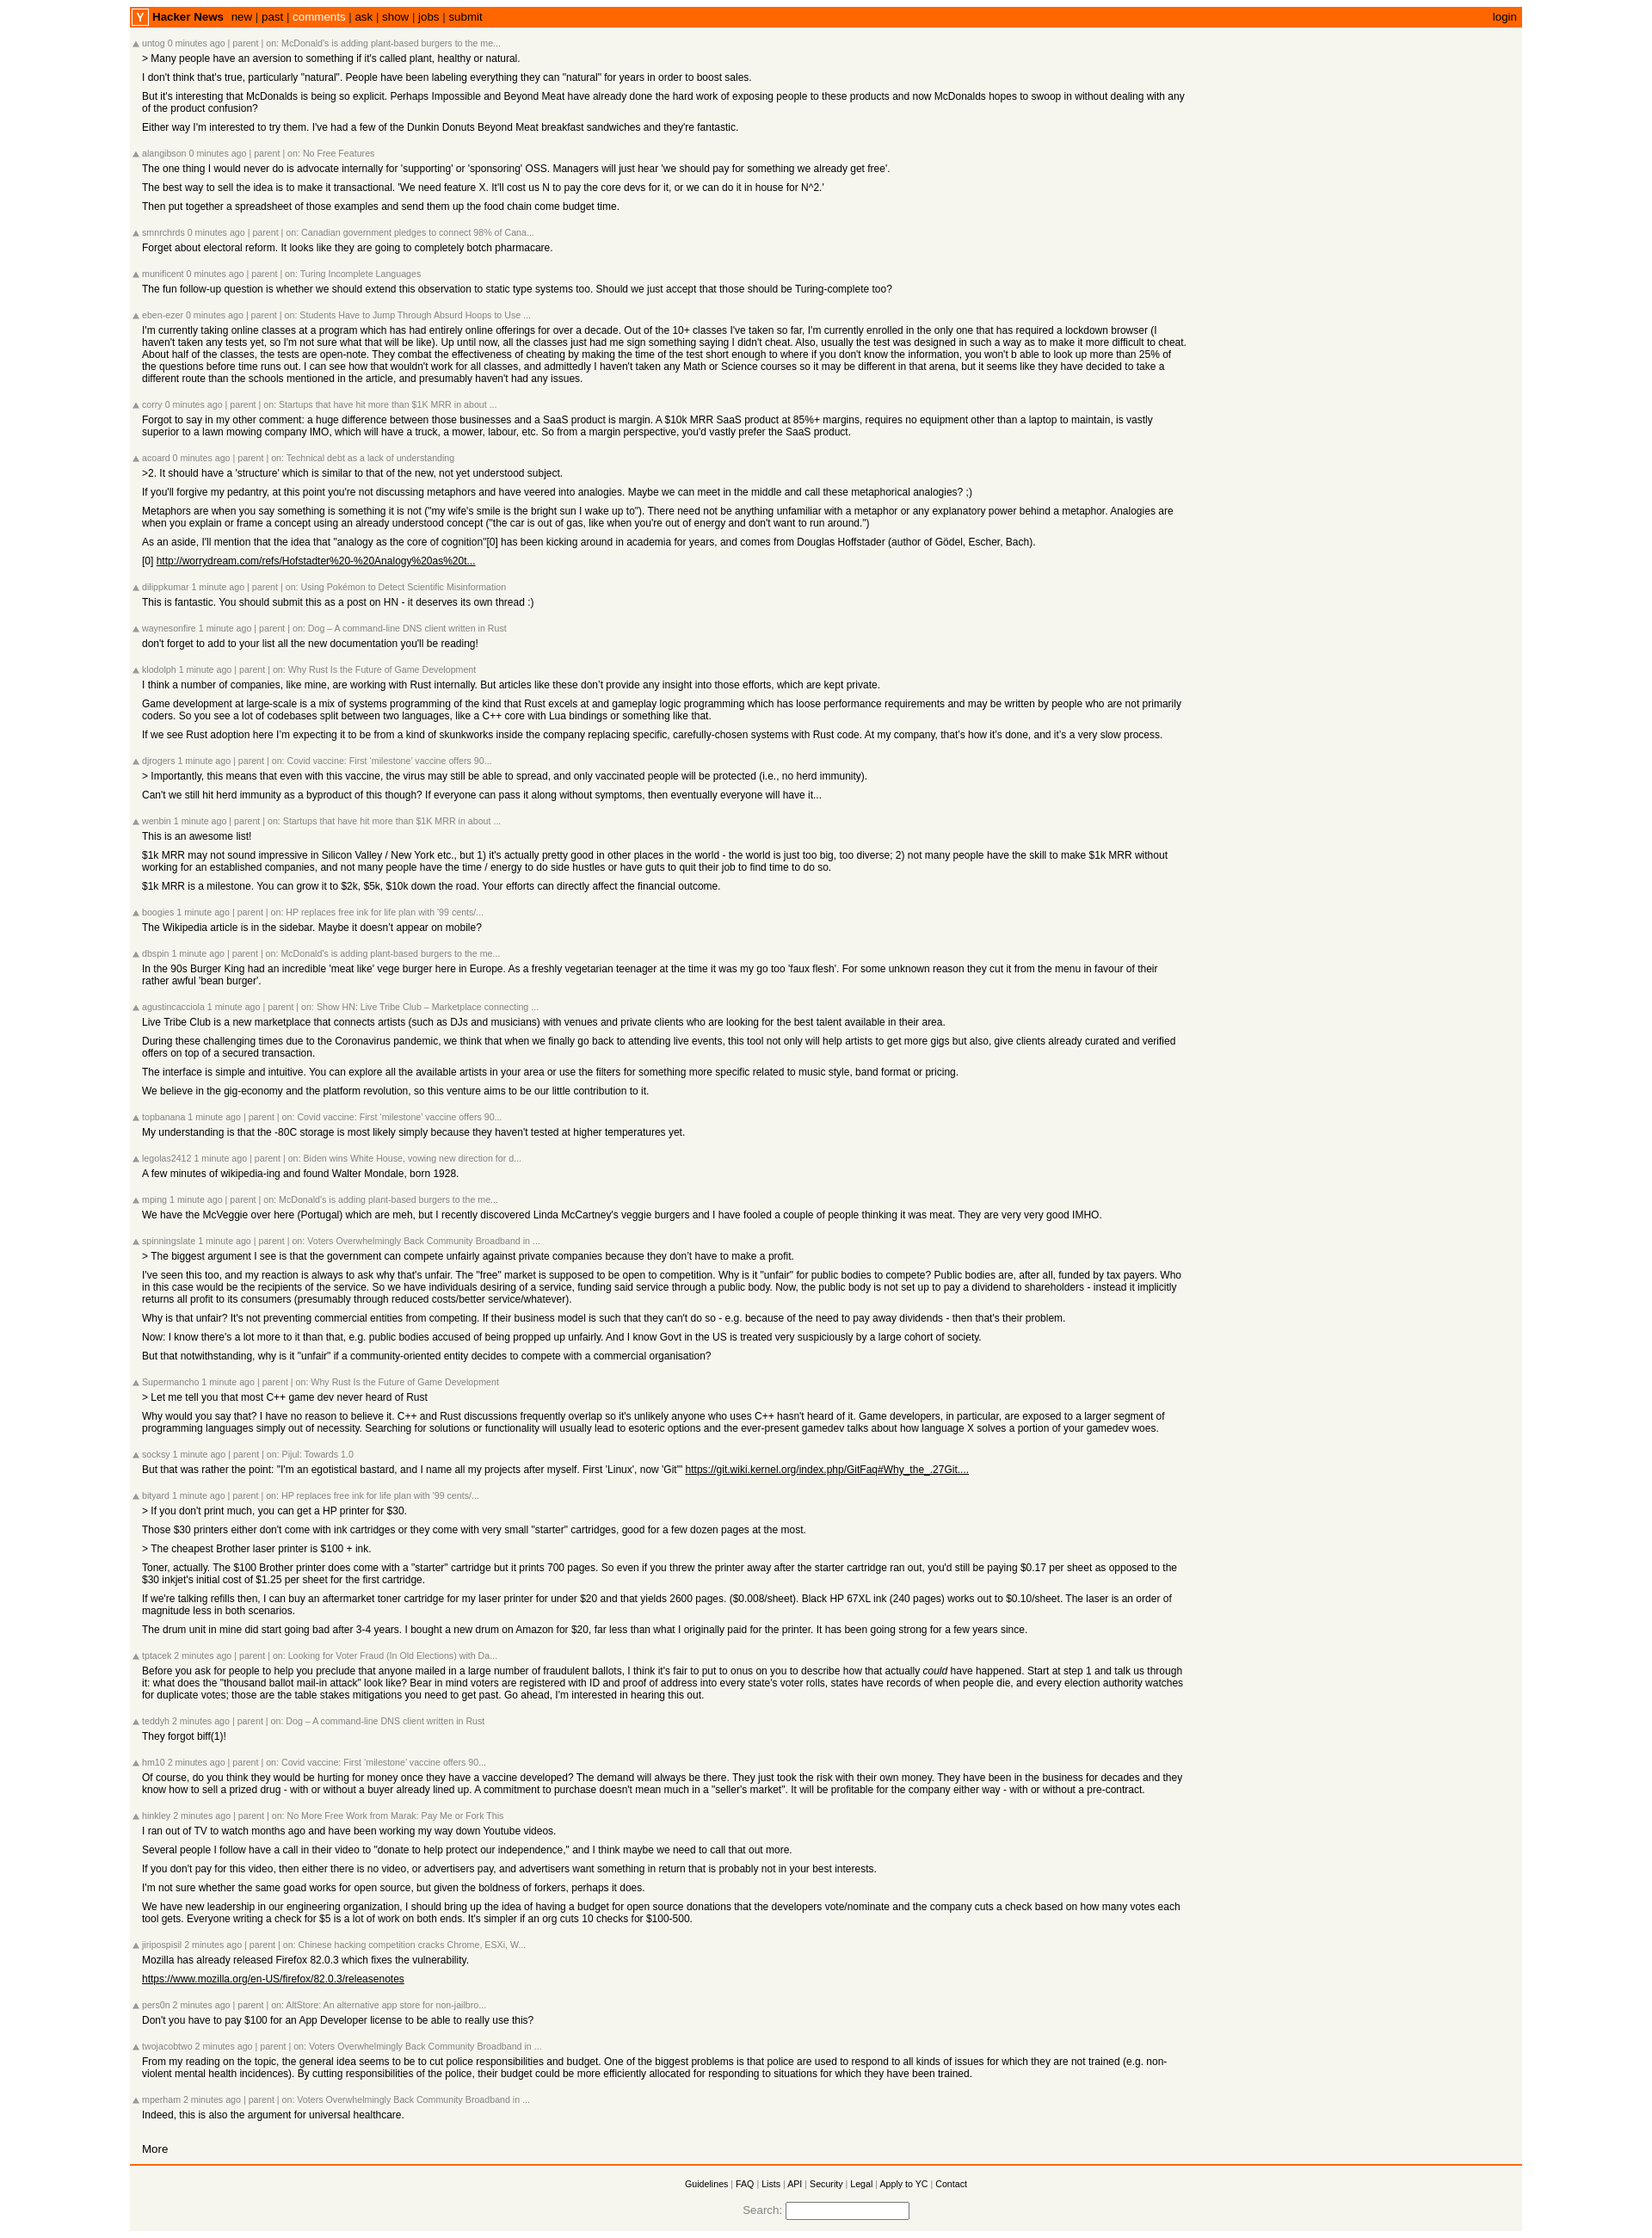 Y Hacker News new | past | comments | ask | show | jobs | submit login
untog 0 minutes ago | parent | on: McDonald's is adding plant-based burgers to the me...
> Many people have an aversion to something if it's called plant, healthy or natural.
I don't think that's true, particularly "natural". People have been labeling everything they can "natural" for years in order to boost sales.
But it's interesting that McDonalds is being so explicit. Perhaps Impossible and Beyond Meat have already done the hard work of exposing people to these products and now McDonalds hopes to swoop in without dealing with any
of the product confusion?
Either way I'm interested to try them. I've had a few of the Dunkin Donuts Beyond Meat breakfast sandwiches and they're fantastic.
alangibson 0 minutes ago | parent | on: No Free Features
The one thing I would never do is advocate internally for 'supporting' or 'sponsoring' OSS. Managers will just hear 'we should pay for something we already get free'.
The best way to sell the idea is to make it transactional. 'We need feature X. It'll cost us N to pay the core devs for it, or we can do it in house for N^2.'
Then put together a spreadsheet of those examples and send them up the food chain come budget time.
smnrchrds 0 minutes ago | parent | on: Canadian government pledges to connect 98% of Cana...
Forget about electoral reform. It looks like they are going to completely botch pharmacare.
munificent 0 minutes ago | parent | on: Turing Incomplete Languages
The fun follow-up question is whether we should extend this observation to static type systems too. Should we just accept that those should be Turing-complete too?
eben-ezer 0 minutes ago | parent | on: Students Have to Jump Through Absurd Hoops to Use ...
I'm currently taking online classes at a program which has had entirely online offerings for over a decade. Out of the 10+ classes I've taken so far, I'm currently enrolled in the only one that has required a lockdown browser (I
haven't taken any tests yet, so I'm not sure what that will be like). Up until now, all the classes just had me sign something saying I didn't cheat. Also, usually the test was designed in such a way as to make it more difficult to cheat.
About half of the classes, the tests are open-note. They combat the effectiveness of cheating by making the time of the test short enough to where if you don't know the information, you won't b able to look up more than 25% of
the questions before time runs out. I can see how that wouldn't work for all classes, and admittedly I haven't taken any Math or Science courses so it may be different in that arena, but it seems like they have decided to take a
different route than the schools mentioned in the article, and presumably haven't had any issues.
corry 0 minutes ago | parent | on: Startups that have hit more than $1K MRR in about ...
Forgot to say in my other comment: a huge difference between those businesses and a SaaS product is margin. A $10k MRR SaaS product at 85%+ margins, requires no equipment other than a laptop to maintain, is vastly
superior to a lawn mowing company IMO, which will have a truck, a mower, labour, etc. So from a margin perspective, you'd vastly prefer the SaaS product.
acoard 0 minutes ago | parent | on: Technical debt as a lack of understanding
>2. It should have a 'structure' which is similar to that of the new, not yet understood subject.
If you'll forgive my pedantry, at this point you're not discussing metaphors and have veered into analogies. Maybe we can meet in the middle and call these metaphorical analogies? ;)
Metaphors are when you say something is something it is not ("my wife's smile is the bright sun I wake up to"). There need not be anything unfamiliar with a metaphor or any explanatory power behind a metaphor. Analogies are
when you explain or frame a concept using an already understood concept ("the car is out of gas, like when you're out of energy and don't want to run around.")
As an aside, I'll mention that the idea that "analogy as the core of cognition"[0] has been kicking around in academia for years, and comes from Douglas Hoffstader (author of Gödel, Escher, Bach).
[0] http://worrydream.com/refs/Hofstadter%20-%20Analogy%20as%20t...
dilippkumar 1 minute ago | parent | on: Using Pokémon to Detect Scientific Misinformation
This is fantastic. You should submit this as a post on HN - it deserves its own thread :)
waynesonfire 1 minute ago | parent | on: Dog – A command-line DNS client written in Rust
don't forget to add to your list all the new documentation you'll be reading!
klodolph 1 minute ago | parent | on: Why Rust Is the Future of Game Development
I think a number of companies, like mine, are working with Rust internally. But articles like these don’t provide any insight into those efforts, which are kept private.
Game development at large-scale is a mix of systems programming of the kind that Rust excels at and gameplay logic programming which has loose performance requirements and may be written by people who are not primarily
coders. So you see a lot of codebases split between two languages, like a C++ core with Lua bindings or something like that.
If we see Rust adoption here I’m expecting it to be from a kind of skunkworks inside the company replacing specific, carefully-chosen systems with Rust code. At my company, that’s how it’s done, and it’s a very slow process.
djrogers 1 minute ago | parent | on: Covid vaccine: First ‘milestone’ vaccine offers 90...
> Importantly, this means that even with this vaccine, the virus may still be able to spread, and only vaccinated people will be protected (i.e., no herd immunity).
Can't we still hit herd immunity as a byproduct of this though? If everyone can pass it along without symptoms, then eventually everyone will have it...
wenbin 1 minute ago | parent | on: Startups that have hit more than $1K MRR in about ...
This is an awesome list!
$1k MRR may not sound impressive in Silicon Valley / New York etc., but 1) it's actually pretty good in other places in the world - the world is just too big, too diverse; 2) not many people have the skill to make $1k MRR without
working for an established companies, and not many people have the time / energy to do side hustles or have guts to quit their job to find time to do so.
$1k MRR is a milestone. You can grow it to $2k, $5k, $10k down the road. Your efforts can directly affect the financial outcome.
boogies 1 minute ago | parent | on: HP replaces free ink for life plan with '99 cents/...
The Wikipedia article is in the sidebar. Maybe it doesn’t appear on mobile?
dbspin 1 minute ago | parent | on: McDonald's is adding plant-based burgers to the me...
In the 90s Burger King had an incredible 'meat like' vege burger here in Europe. As a freshly vegetarian teenager at the time it was my go too 'faux flesh'. For some unknown reason they cut it from the menu in favour of their
rather awful 'bean burger'.
agustincacciola 1 minute ago | parent | on: Show HN: Live Tribe Club – Marketplace connecting ...
Live Tribe Club is a new marketplace that connects artists (such as DJs and musicians) with venues and private clients who are looking for the best talent available in their area.
During these challenging times due to the Coronavirus pandemic, we think that when we finally go back to attending live events, this tool not only will help artists to get more gigs but also, give clients already curated and verified
offers on top of a secured transaction.
The interface is simple and intuitive. You can explore all the available artists in your area or use the filters for something more specific related to music style, band format or pricing.
We believe in the gig-economy and the platform revolution, so this venture aims to be our little contribution to it.
topbanana 1 minute ago | parent | on: Covid vaccine: First ‘milestone’ vaccine offers 90...
My understanding is that the -80C storage is most likely simply because they haven't tested at higher temperatures yet.
legolas2412 1 minute ago | parent | on: Biden wins White House, vowing new direction for d...
A few minutes of wikipedia-ing and found Walter Mondale, born 1928.
mping 1 minute ago | parent | on: McDonald's is adding plant-based burgers to the me...
We have the McVeggie over here (Portugal) which are meh, but I recently discovered Linda McCartney's veggie burgers and I have fooled a couple of people thinking it was meat. They are very very good IMHO.
spinningslate 1 minute ago | parent | on: Voters Overwhelmingly Back Community Broadband in ...
> The biggest argument I see is that the government can compete unfairly against private companies because they don’t have to make a profit.
I've seen this too, and my reaction is always to ask why that's unfair. The "free" market is supposed to be open to competition. Why is it "unfair" for public bodies to compete? Public bodies are, after all, funded by tax payers. Who
in this case would be the recipients of the service. So we have individuals desiring of a service, funding said service through a public body. Now, the public body is not set up to pay a dividend to shareholders - instead it implicitly
returns all profit to its consumers (presumably through reduced costs/better service/whatever).
Why is that unfair? It's not preventing commercial entities from competing. If their business model is such that they can't do so - e.g. because of the need to pay away dividends - then that's their problem.
Now: I know there's a lot more to it than that, e.g. public bodies accused of being propped up unfairly. And I know Govt in the US is treated very suspiciously by a large cohort of society.
But that notwithstanding, why is it "unfair" if a community-oriented entity decides to compete with a commercial organisation?
Supermancho 1 minute ago | parent | on: Why Rust Is the Future of Game Development
> Let me tell you that most C++ game dev never heard of Rust
Why would you say that? I have no reason to believe it. C++ and Rust discussions frequently overlap so it's unlikely anyone who uses C++ hasn't heard of it. Game developers, in particular, are exposed to a larger segment of
programming languages simply out of necessity. Searching for solutions or functionality will usually lead to esoteric options and the ever-present gamedev talks about how language X solves a portion of your gamedev woes.
socksy 1 minute ago | parent | on: Pijul: Towards 1.0
But that was rather the point: "I'm an egotistical bastard, and I name all my projects after myself. First 'Linux', now 'Git'" https://git.wiki.kernel.org/index.php/GitFaq#Why_the_.27Git....
bityard 1 minute ago | parent | on: HP replaces free ink for life plan with '99 cents/...
> If you don't print much, you can get a HP printer for $30.
Those $30 printers either don't come with ink cartridges or they come with very small "starter" cartridges, good for a few dozen pages at the most.
> The cheapest Brother laser printer is $100 + ink.
Toner, actually. The $100 Brother printer does come with a "starter" cartridge but it prints 700 pages. So even if you threw the printer away after the starter cartridge ran out, you'd still be paying $0.17 per sheet as opposed to the
$30 inkjet's initial cost of $1.25 per sheet for the first cartridge.
If we're talking refills then, I can buy an aftermarket toner cartridge for my laser printer for under $20 and that yields 2600 pages. ($0.008/sheet). Black HP 67XL ink (240 pages) works out to $0.10/sheet. The laser is an order of
magnitude less in both scenarios.
The drum unit in mine did start going bad after 3-4 years. I bought a new drum on Amazon for $20, far less than what I originally paid for the printer. It has been going strong for a few years since.
tptacek 2 minutes ago | parent | on: Looking for Voter Fraud (In Old Elections) with Da...
Before you ask for people to help you preclude that anyone mailed in a large number of fraudulent ballots, I think it's fair to put to onus on you to describe how that actually could have happened. Start at step 1 and talk us through
it: what does the "thousand ballot mail-in attack" look like? Bear in mind voters are registered with ID and proof of address into every state's voter rolls, states have records of when people die, and every election authority watches
for duplicate votes; those are the table stakes mitigations you need to get past. Go ahead, I'm interested in hearing this out.
teddyh 2 minutes ago | parent | on: Dog – A command-line DNS client written in Rust
They forgot biff(1)!
hm10 2 minutes ago | parent | on: Covid vaccine: First ‘milestone’ vaccine offers 90...
Of course, do you think they would be hurting for money once they have a vaccine developed? The demand will always be there. They just took the risk with their own money. They have been in the business for decades and they
know how to sell a prized drug - with or without a buyer already lined up. A commitment to purchase doesn't mean much in a "seller's market". It will be profitable for the company either way - with or without a pre-contract.
hinkley 2 minutes ago | parent | on: No More Free Work from Marak: Pay Me or Fork This
I ran out of TV to watch months ago and have been working my way down Youtube videos.
Several people I follow have a call in their video to "donate to help protect our independence," and I think maybe we need to call that out more.
If you don't pay for this video, then either there is no video, or advertisers pay, and advertisers want something in return that is probably not in your best interests.
I'm not sure whether the same goad works for open source, but given the boldness of forkers, perhaps it does.
We have new leadership in our engineering organization, I should bring up the idea of having a budget for open source donations that the developers vote/nominate and the company cuts a check based on how many votes each
tool gets. Everyone writing a check for $5 is a lot of work on both ends. It's simpler if an org cuts 10 checks for $100-500.
jiripospisil 2 minutes ago | parent | on: Chinese hacking competition cracks Chrome, ESXi, W...
Mozilla has already released Firefox 82.0.3 which fixes the vulnerability.
https://www.mozilla.org/en-US/firefox/82.0.3/releasenotes
pers0n 2 minutes ago | parent | on: AltStore: An alternative app store for non-jailbro...
Don't you have to pay $100 for an App Developer license to be able to really use this?
twojacobtwo 2 minutes ago | parent | on: Voters Overwhelmingly Back Community Broadband in ...
From my reading on the topic, the general idea seems to be to cut police responsibilities and budget. One of the biggest problems is that police are used to respond to all kinds of issues for which they are not trained (e.g. non-
violent mental health incidences). By cutting responsibilities of the police, their budget could be more efficiently allocated for responding to situations for which they have been trained.
mperham 2 minutes ago | parent | on: Voters Overwhelmingly Back Community Broadband in ...
Indeed, this is also the argument for universal healthcare.
More
Guidelines | FAQ | Lists | API | Security | Legal | Apply to YC | Contact
Search: